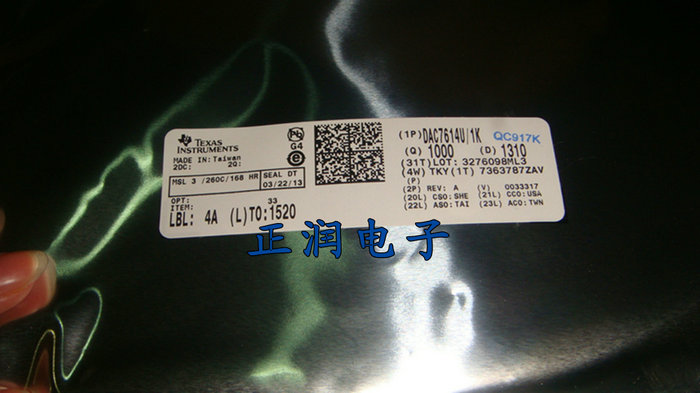 TEXAS
INSTRUMENTS
MADE IN: Taiwan
2DC: 2Q:
MSL 3 /260C/168 HR
SEAL DT
03/22/13
OPT:
ITEM: 33
LBL: 4A (L)TO:1520
Pb
G4
e
(1P) DAC7614U/1K
QC917K
(Q) 1000 (D) 1310
(31T)LOT: 3276098ML3
(4W) TKY(1T) 7363787ZAV
(P)
(2P) REV: A (V) 0033317
(20L) CSO:SHE (21L) CCO:USA
(22L) ASO:TAI (23L) ACO:TWN
正润电子